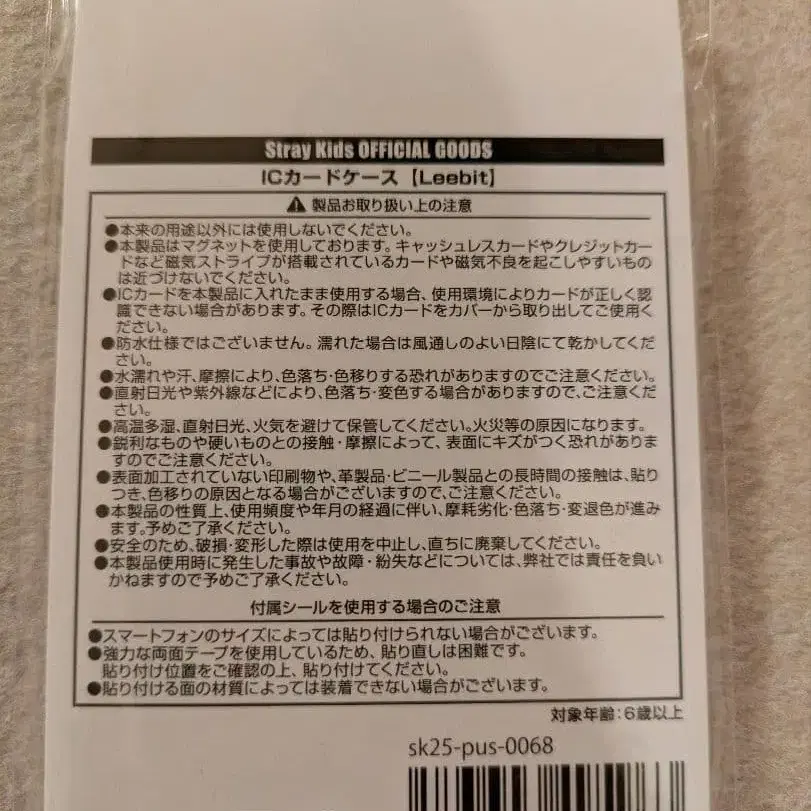 Stray Kids OFFICIAL GOODS
ICカードケース【Leebit】
⚠ 製品お取り扱い上の注意
●本来の用途以外には使用しないでください。
●本製品はマグネットを使用しております。キャッシュレスカードやクレジットカー
ドなど磁気ストライプが搭載されているカードや磁気不良を起こしやすいもの
は近づけないでください。
●ICカードを本製品に入れたまま使用する場合、使用環境によりカードが正しく認
識できない場合があります。その際はICカードをカバーから取り出してご使用く
ださい。
●防水仕様ではございません。濡れた場合は風通しのよい日陰にて乾かしてくだ
さい。
●水濡れや汗、摩擦により、色落ち・色移りする恐れがありますのでご注意ください。
●直射日光や紫外線などにより、色落ち・変色する場合がありますので、ご注意くだ
さい。
●高温多湿、直射日光、火気を避けて保管してください。火災等の原因になります。
●鋭利なものや硬いものとの接触・摩擦によって、表面にキズがつく恐れがありま
すのでご注意ください。
●表面加工されていない印刷物や、革製品・ビニール製品との長時間の接触は、貼り
つき、色移りの原因となる場合がございますので、ご注意ください。
●本製品の性質上、使用頻度や年月の経過に伴い、摩耗劣化・色落ち・変退色が進み
ます。予めご了承ください。
●安全のため、破損・変形した際は使用を中止し、直ちに廃棄してください。
●本製品使用時に発生した事故や故障・紛失などについては、弊社では責任を負い
かねますので予めご了承ください。
付属シールを使用する場合のご注意
●スマートフォンのサイズによっては貼り付けられない場合がございます。
●強力な両面テープを使用しているため、貼り直しは困難です。
貼り付け位置をご確認の上、貼り付けてください。
●貼り付ける面の材質によっては装着できない場合がございます。
対象年齢:6歳以上
sk25-pus-0068